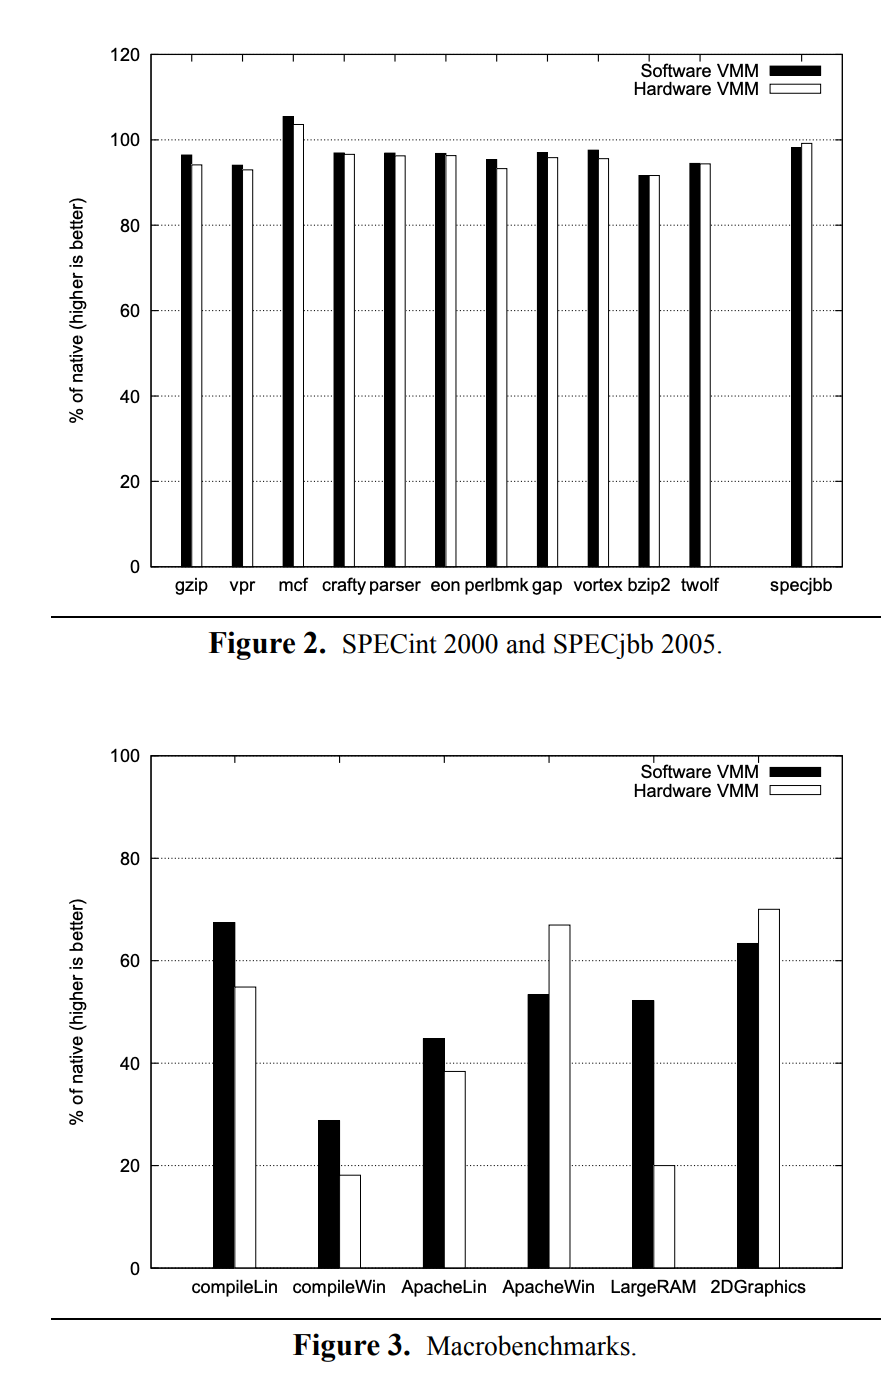 120
Software VMM
Hardware VMM
100
80
60
40
20
0
% of native (higher is better)
gzip vpr mcf crafty parser eon perlbmk gap vortex bzip2 twolf specjbb
Figure 2. SPECint 2000 and SPECjbb 2005.
100
Software VMM
Hardware VMM
80
60
40
20
0
% of native (higher is better)
compileLin compileWin ApacheLin ApacheWin LargeRAM 2DGraphics
Figure 3. Macrobenchmarks.